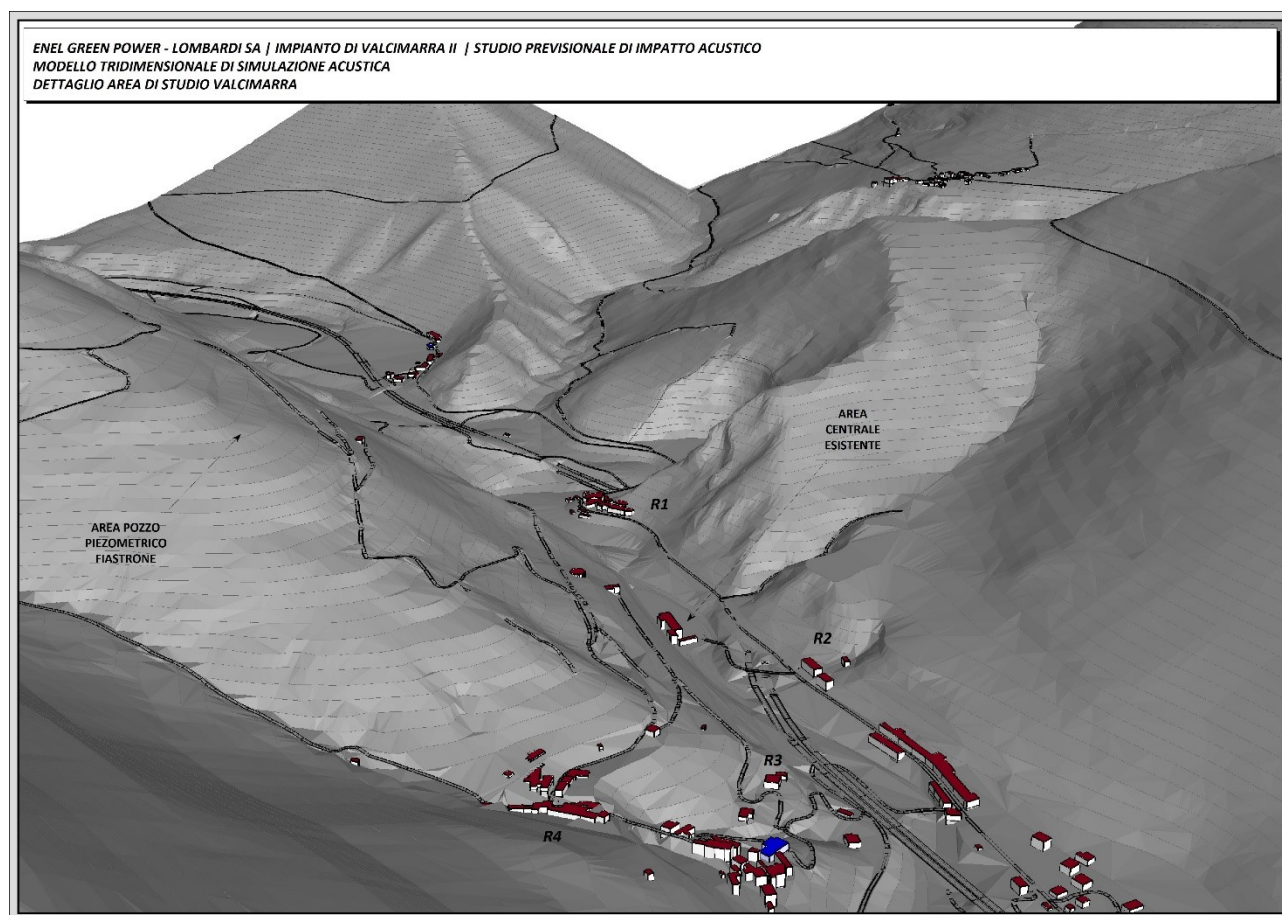 ENEL GREEN POWER - LOMBARDI SA | IMPIANTO DI VALCIMARRA II | STUDIO PREVISIONALE DI IMPATTO ACUSTICO
MODELLO TRIDIMENSIONALE DI SIMULAZIONE ACUSTICA
DETTAGLIO AREA DI STUDIO VALCIMARRA
AREA
CENTRALE
ESISTENTE
R1
AREA POZZO
PIEZOMETRICO
FIASTRONE
R2
R3
R4